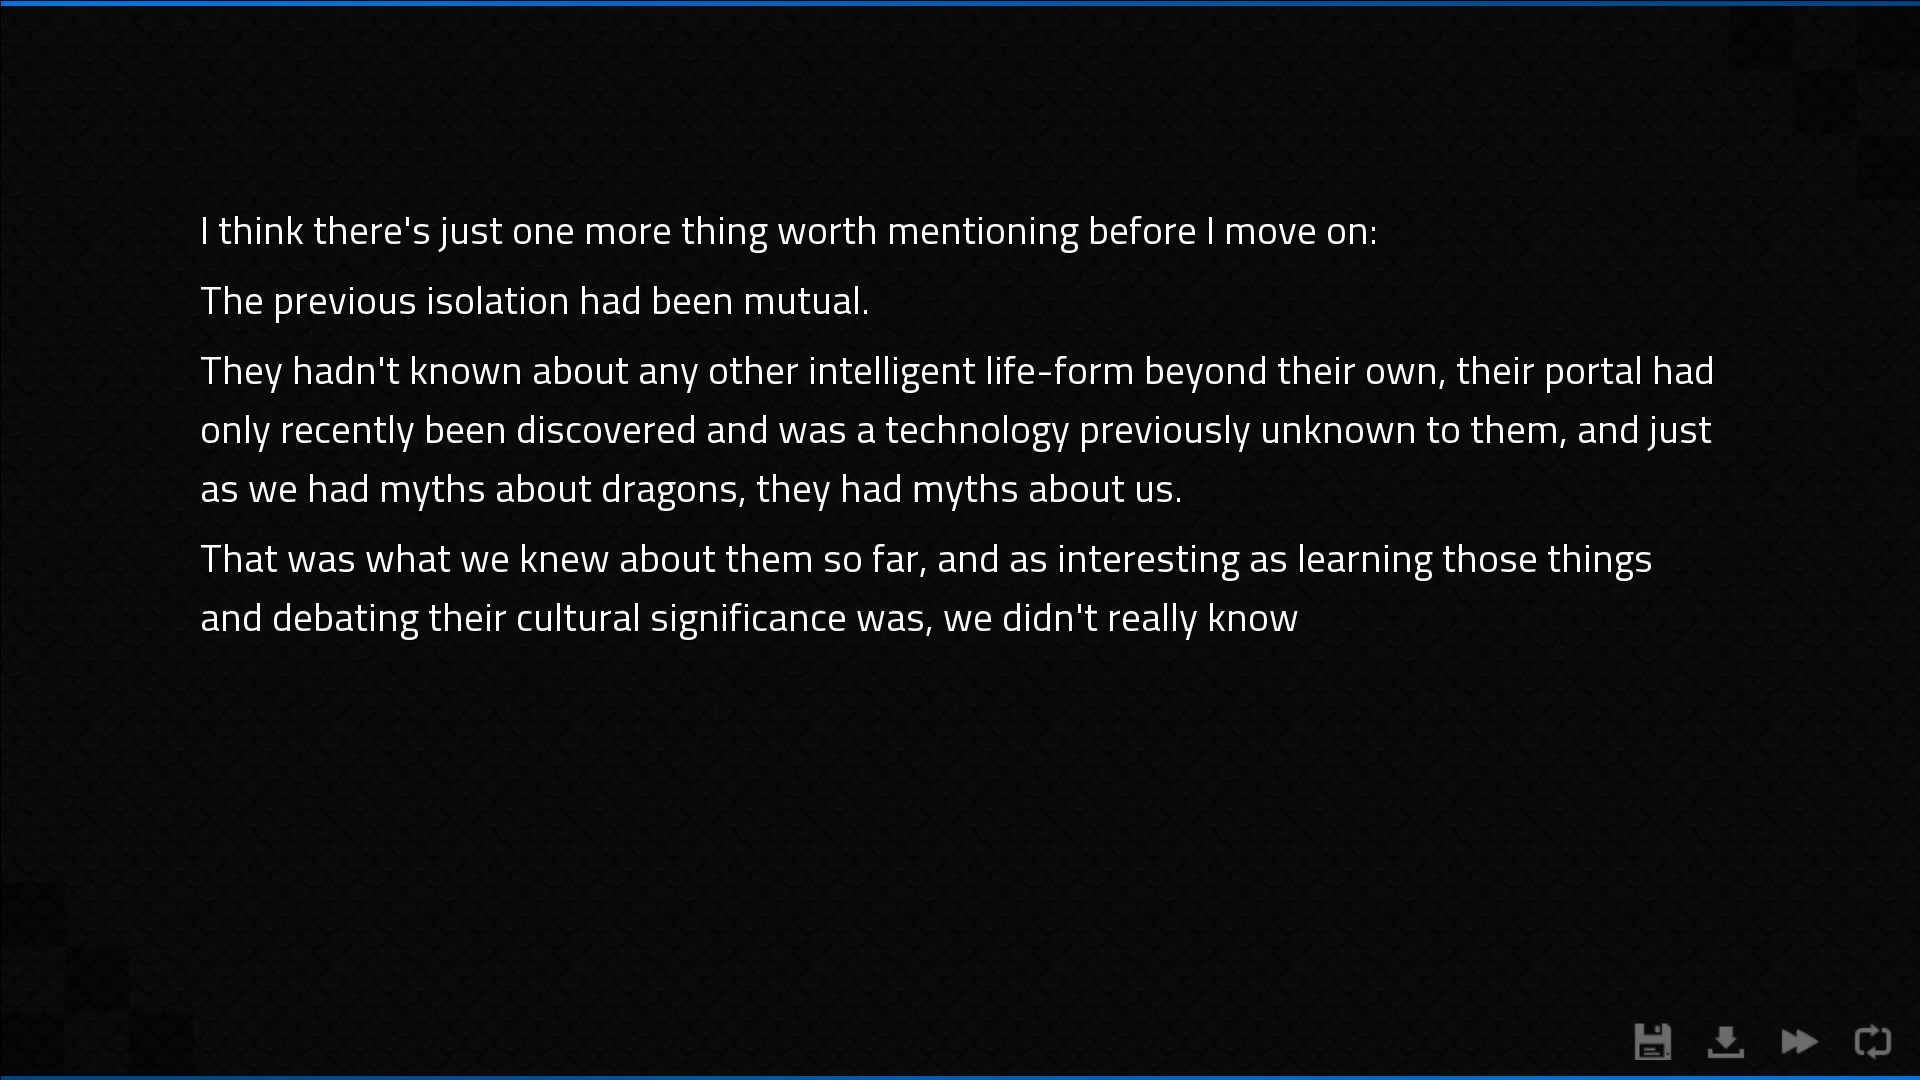 I think there's just one more thing worth mentioning before I move on:
The previous isolation had been mutual.
They hadn't known about any other intelligent life-form beyond their own, their portal had
only recently been discovered and was a technology previously unknown to them, and just
as we had myths about dragons, they had myths about us.
That was what we knew about them so far, and as interesting as learning those things
and debating their cultural significance was, we didn't really know